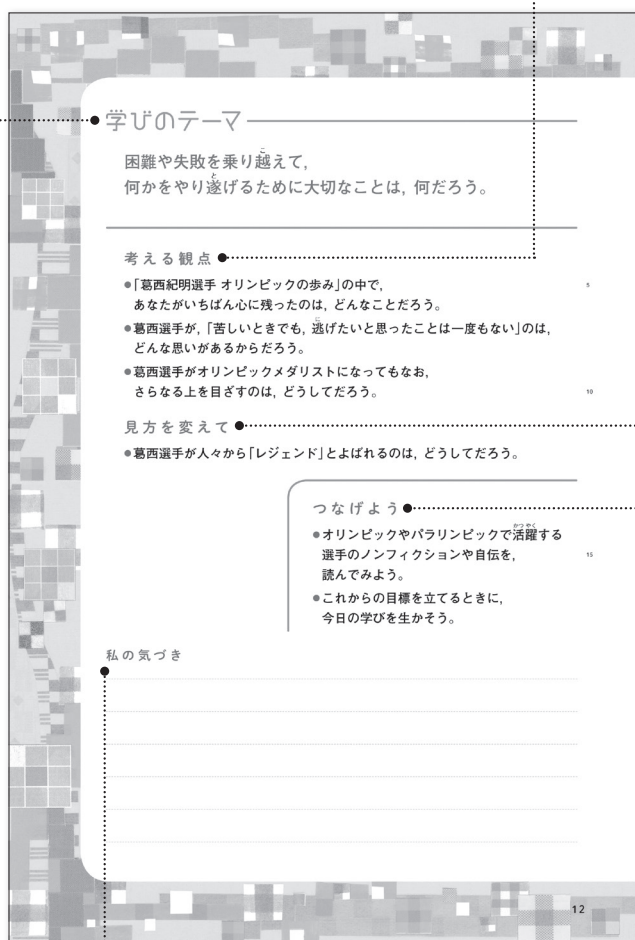 学びのテーマ
困難や失敗を乗り越えて，
何かをやり遂げるために大切なことは，何だろう。
考える観点
●「葛西紀明選手 オリンピックの歩み」の中で，
あなたがいちばん心に残ったのは，どんなことだろう。
●葛西選手が，「苦しいときでも，逃げたいと思ったことは一度もない」のは，
どんな思いがあるからだろう。
●葛西選手がオリンピックメダリストになってもなお，
さらなる上を目ざすのは，どうしてだろう。
見方を変えて
●葛西選手が人々から「レジェンド」とよばれるのは，どうしてだろう。
つなげよう
●オリンピックやパラリンピックで活躍する
選手のノンフィクションや自伝を，
読んでみよう。
●これからの目標を立てるときに，
今日の学びを生かそう。
私の気づき
5
10
15
12